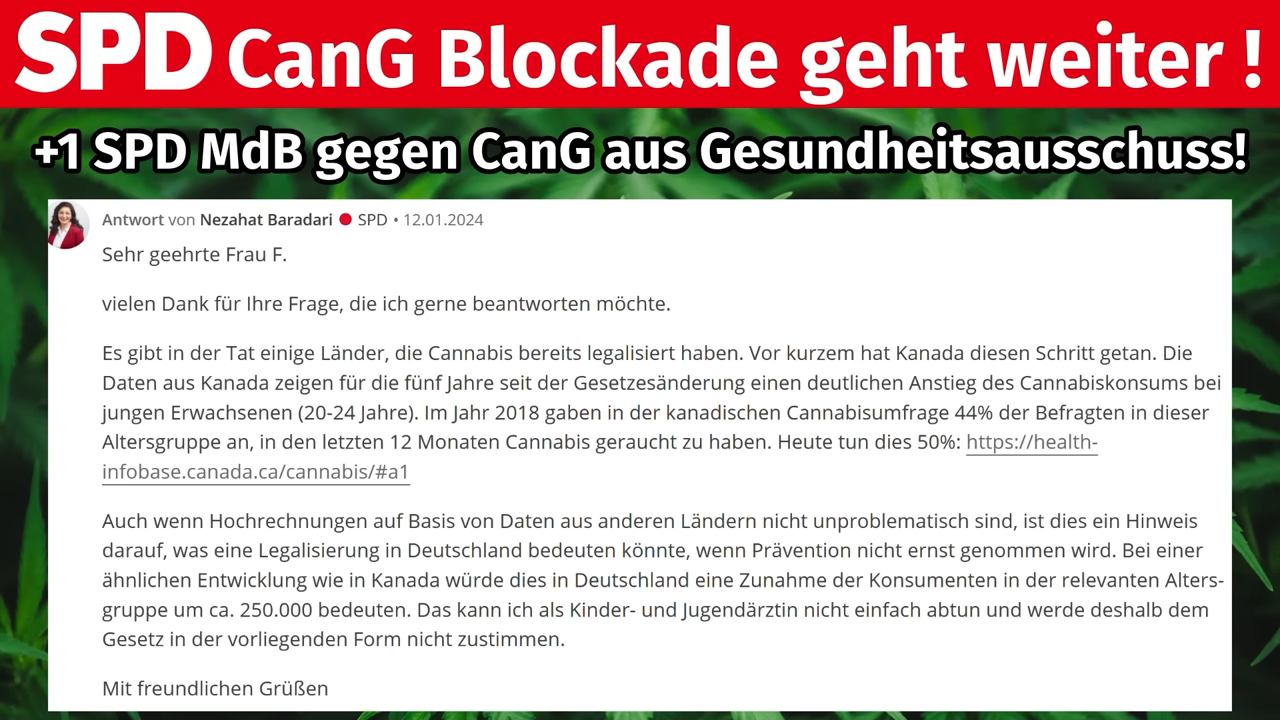 SPD CanG Blockade geht weiter !
+1 SPD MdB gegen CanG aus Gesundheitsausschuss!
Antwort von Nezahat Baradari SPD • 12.01.2024
Sehr geehrte Frau F.
vielen Dank für Ihre Frage, die ich gerne beantworten möchte.
Es gibt in der Tat einige Länder, die Cannabis bereits legalisiert haben. Vor kurzem hat Kanada diesen Schritt getan. Die
Daten aus Kanada zeigen für die fünf Jahre seit der Gesetzesänderung einen deutlichen Anstieg des Cannabiskonsums bei
jungen Erwachsenen (20-24 Jahre). Im Jahr 2018 gaben in der kanadischen Cannabisumfrage 44% der Befragten in dieser
Altersgruppe an, in den letzten 12 Monaten Cannabis geraucht zu haben. Heute tun dies 50%: https://health-
infobase.canada.ca/cannabis/#a1
Auch wenn Hochrechnungen auf Basis von Daten aus anderen Ländern nicht unproblematisch sind, ist dies ein Hinweis
darauf, was eine Legalisierung in Deutschland bedeuten könnte, wenn Prävention nicht ernst genommen wird. Bei einer
ähnlichen Entwicklung wie in Kanada würde dies in Deutschland eine Zunahme der Konsumenten in der relevanten Alters-
gruppe um ca. 250.000 bedeuten. Das kann ich als Kinder- und Jugendärztin nicht einfach abtun und werde deshalb dem
Gesetz in der vorliegenden Form nicht zustimmen.
Mit freundlichen Grüßen